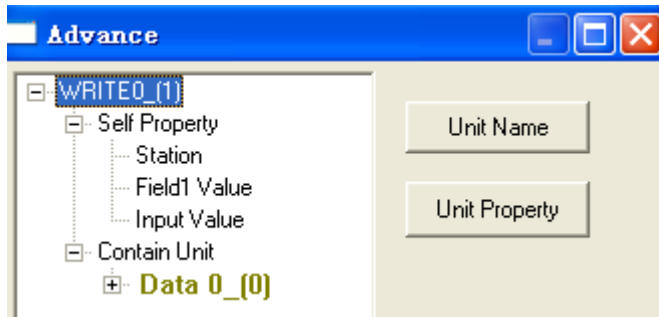 Advance
WRITE0_(1)
Self Property
Station
Field1 Value
Input Value
Contain Unit
Data 0_(0)
Unit Name
Unit Property